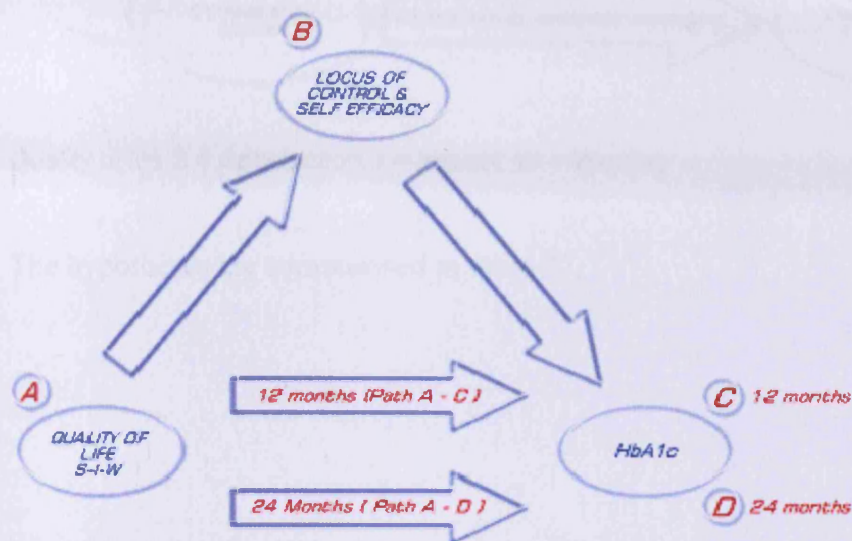 B
LOCUS OF
CONTROL &
SELF EFFICACY
The
A
12 months (Path A - C)
C 12 months
QUALITY OF
LIFE
S-I-W
HbA1c
24 Months ( Path A - D )
D 24 months